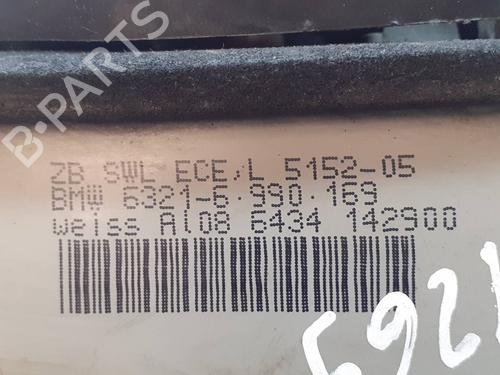 B-PARTS
ZB SWL ECE/L 5152-05
BMW 6321-6 990 169
weiss Al08 6434 142900